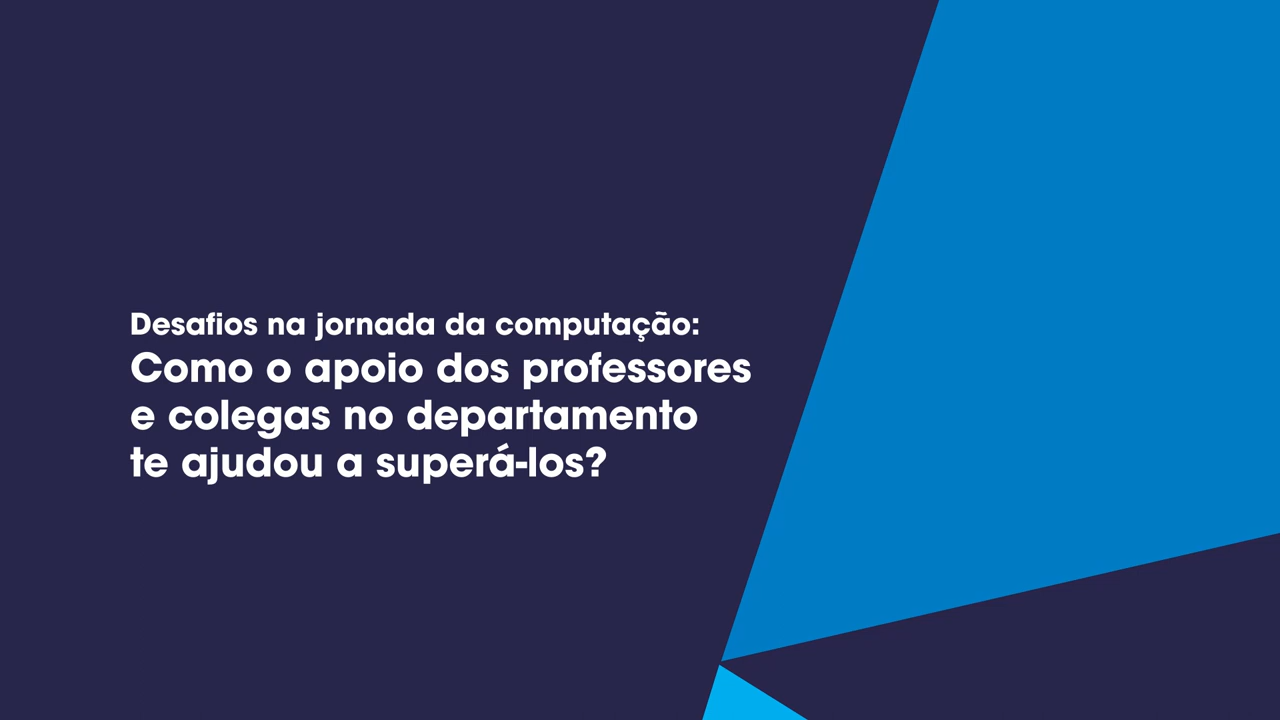 Desafios na jornada da computação:
Como o apoio dos professores
e colegas no departamento
te ajudou a superá-los?